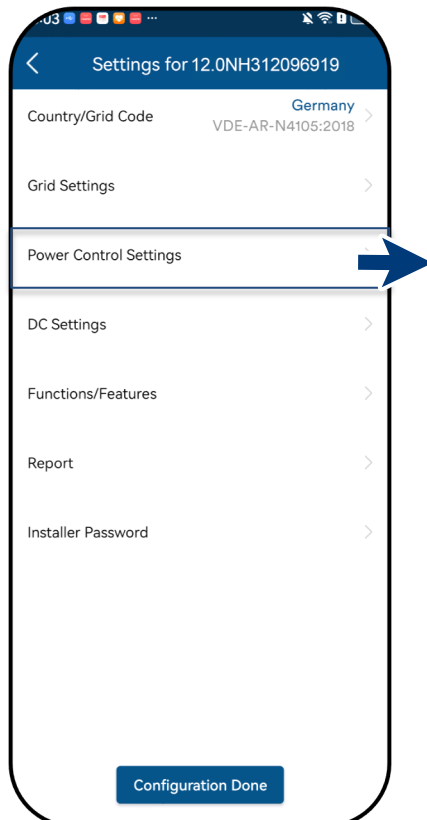 :03
Settings for 12.0NH312096919
Country/Grid Code
Germany
VDE-AR-N4105:2018
Grid Settings
Power Control Settings
DC Settings
Functions/Features
Report
Installer Password
Configuration Done